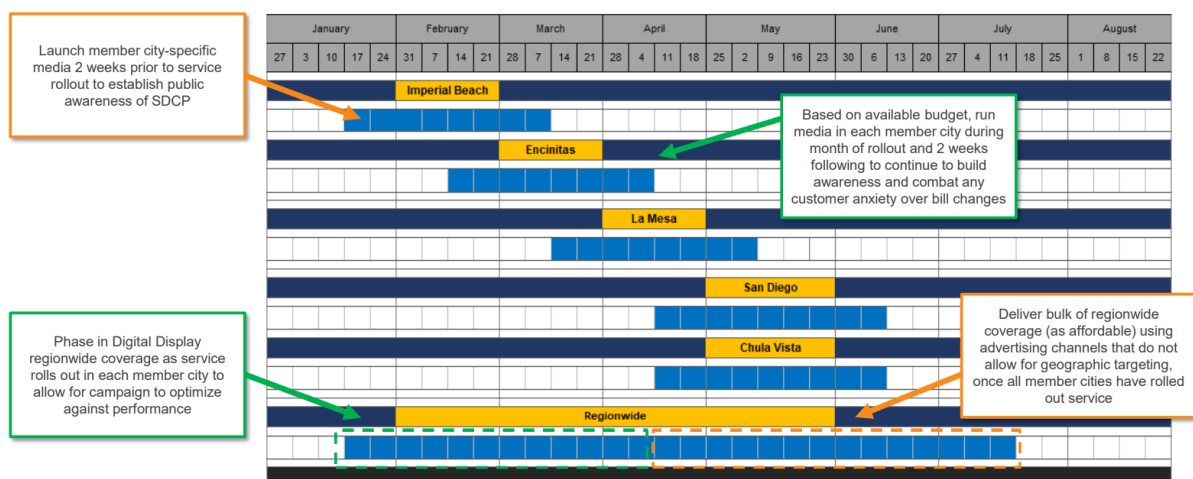 January February March April May June July August
27 3 10 17 24 31 7 14 21 28 7 14 21 28 4 11 18 25 2 9 16 23 30 6 13 20 27 4 11 18 25 1 8 15 22
Launch member city-specific
media 2 weeks prior to service
rollout to establish public
awareness of SDCP
Imperial Beach
Encinitas
Based on available budget, run
media in each member city during
month of rollout and 2 weeks
following to continue to build
awareness and combat any
customer anxiety over bill changes
La Mesa
San Diego
Chula Vista
Phase in Digital Display
regionwide coverage as service
rolls out in each member city to
allow for campaign to optimize
against performance
Deliver bulk of regionwide
coverage (as affordable) using
advertising channels that do not
allow for geographic targeting,
once all member cities have rolled
out service
Regionwide